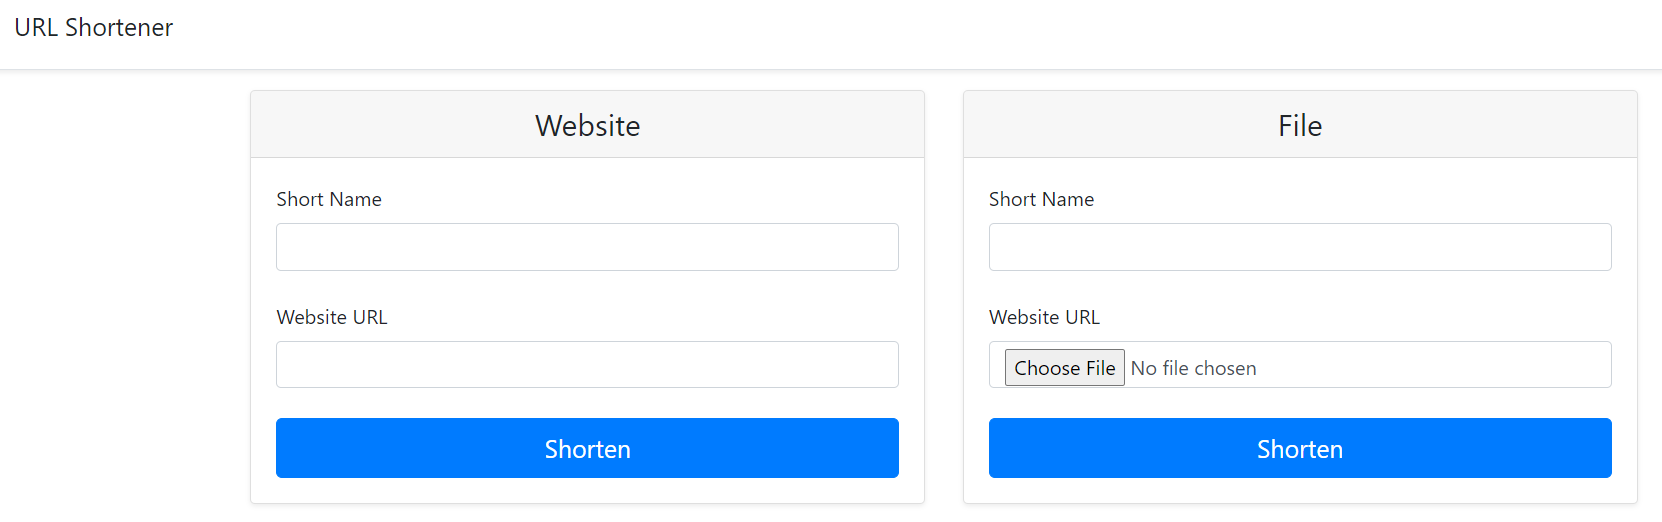 URL Shortener
Website
Short Name
Website URL
Shorten
File
Short Name
Website URL
Choose File No file chosen
Shorten